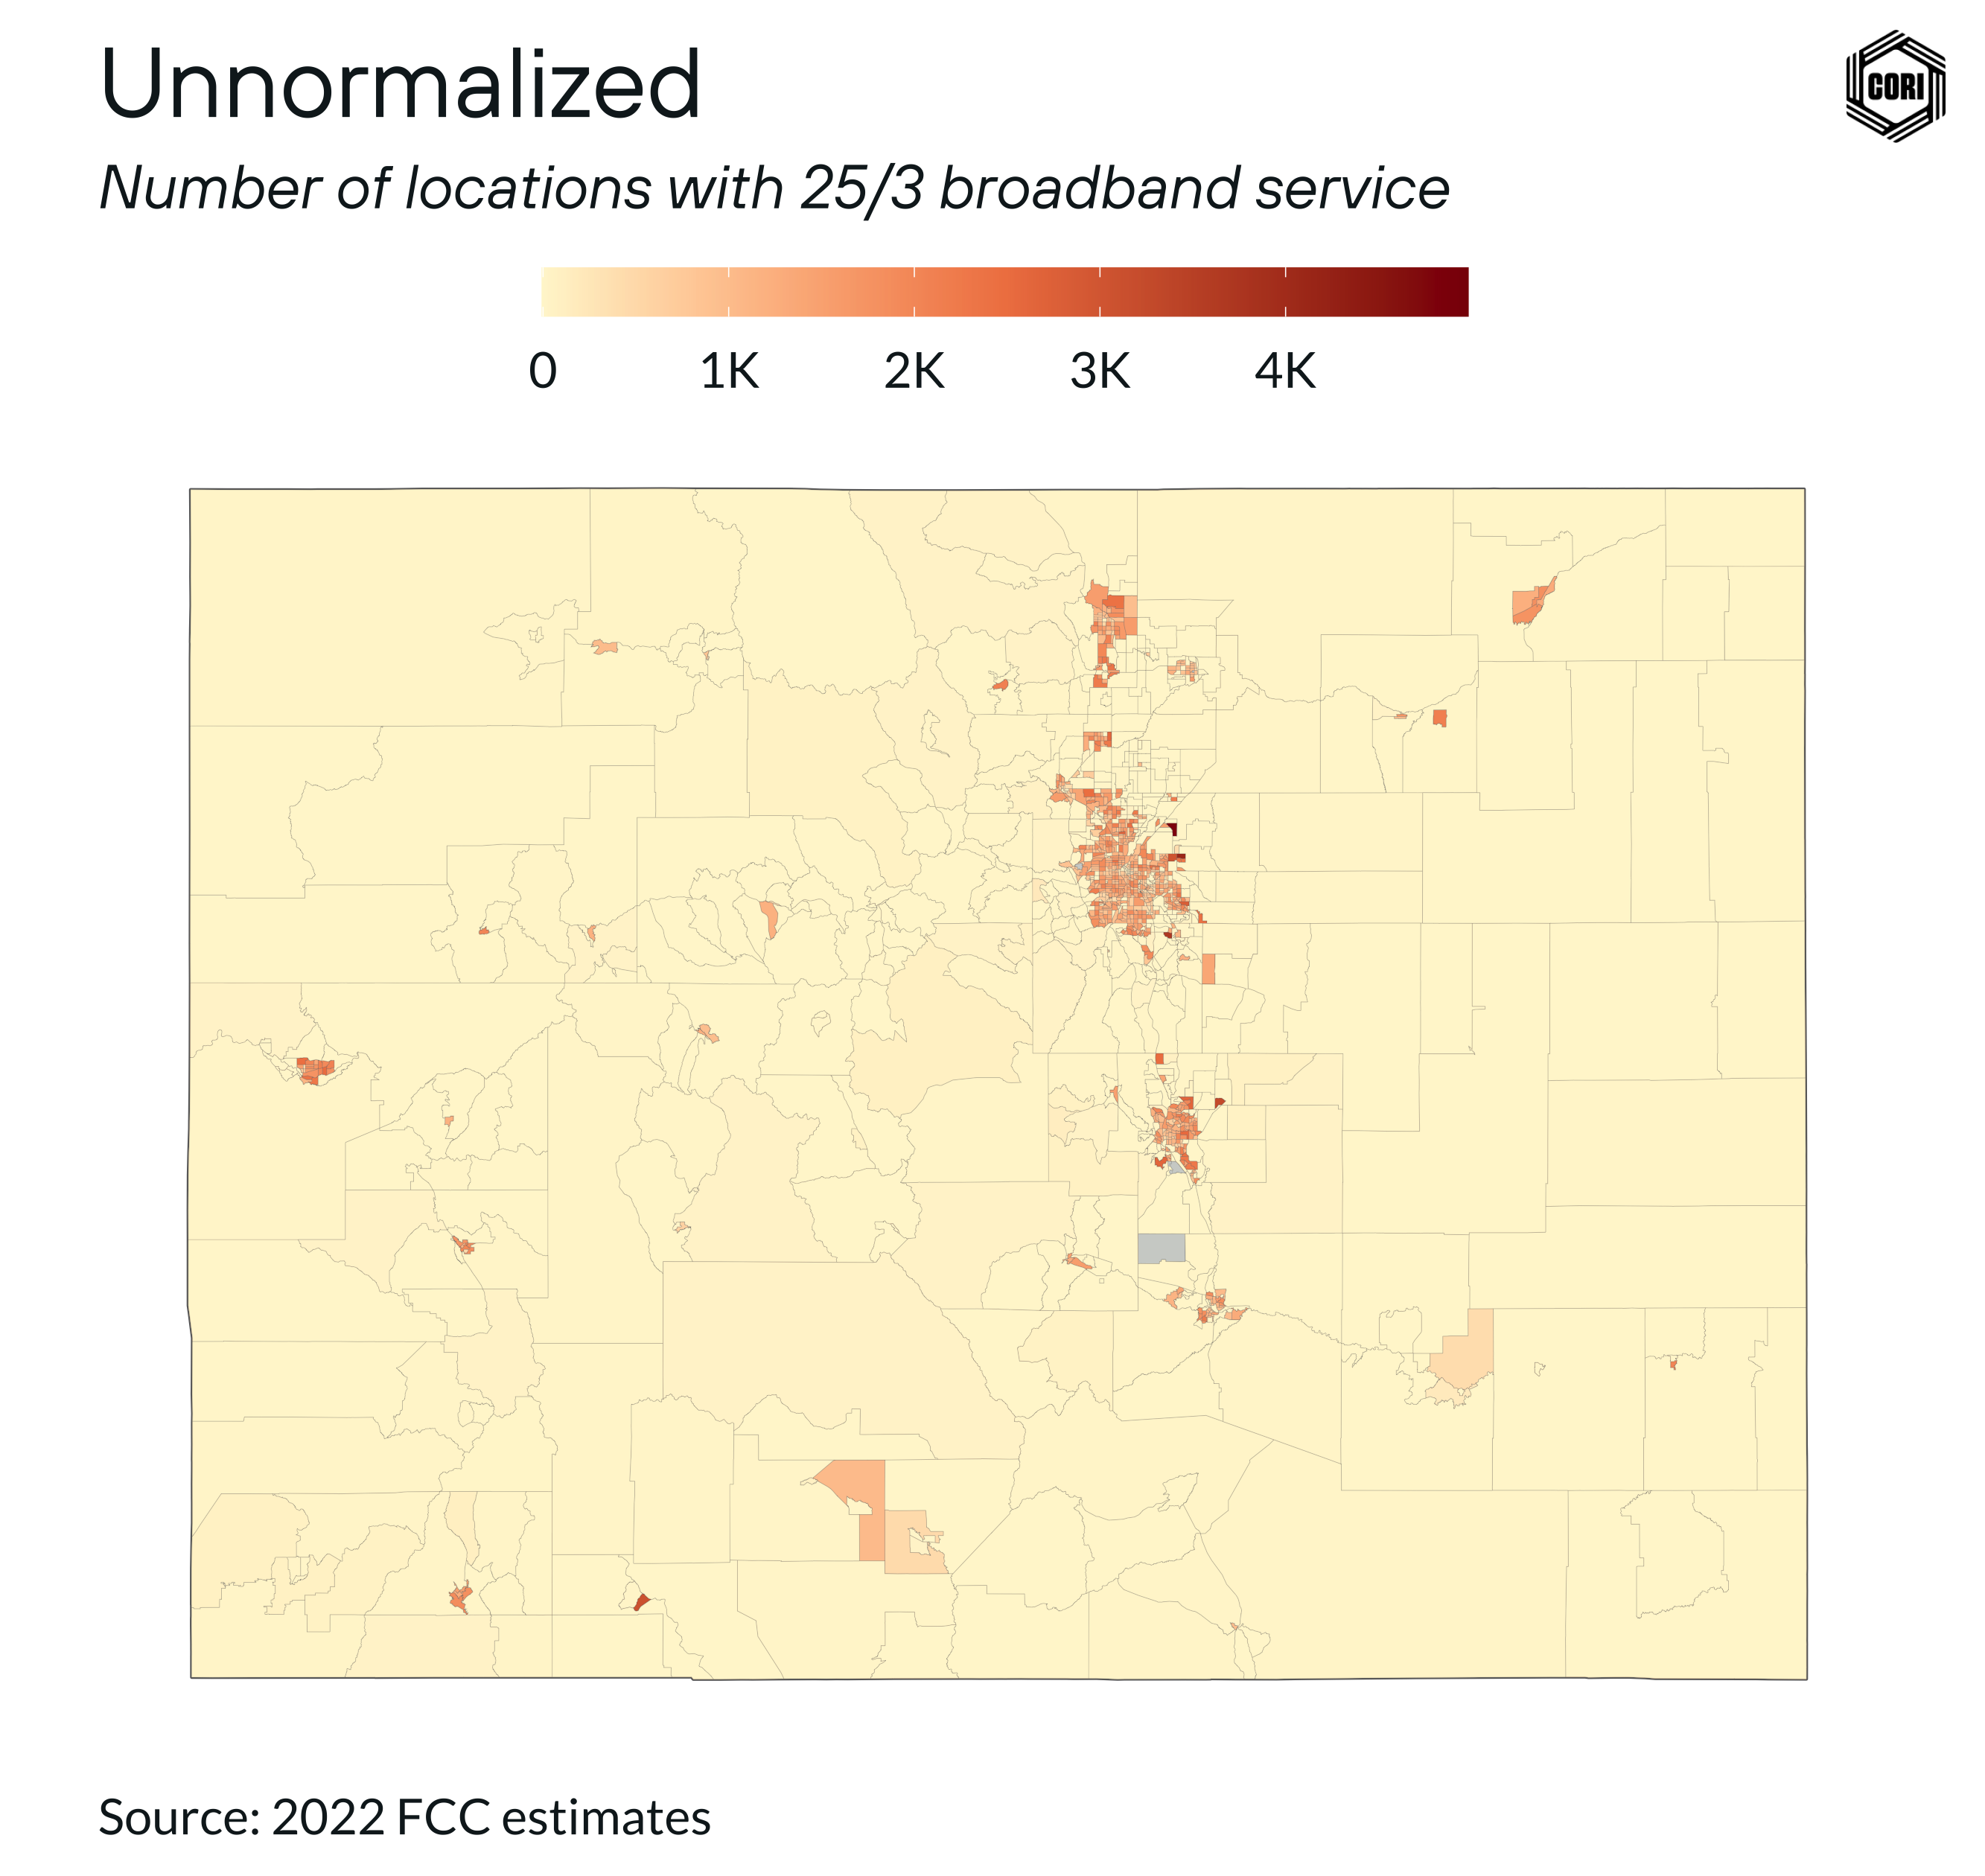 Unnormalized
CORI
Number of locations with 25/3 broadband service
0 1K 2K 3K 4K
Source: 2022 FCC estimates